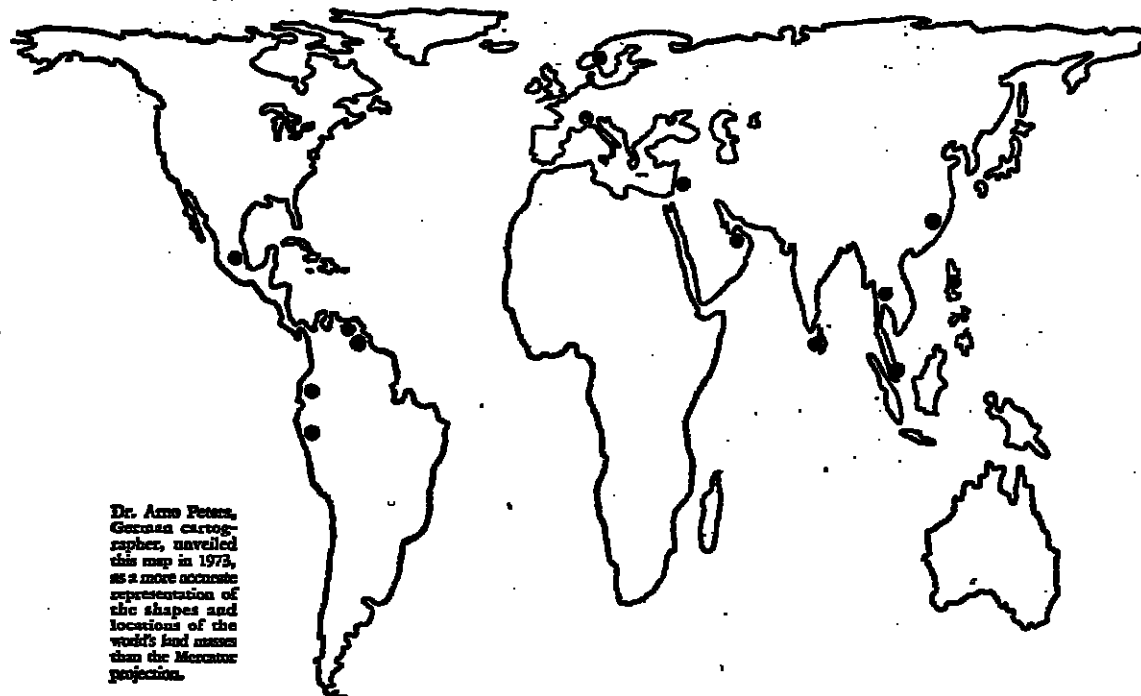 Dr. Arno Peters,
German cartog-
rapher, unveiled
this map in 1973,
as a more accurate
representation of
the shapes and
locations of the
world's land masses
than the Mercator
projection.